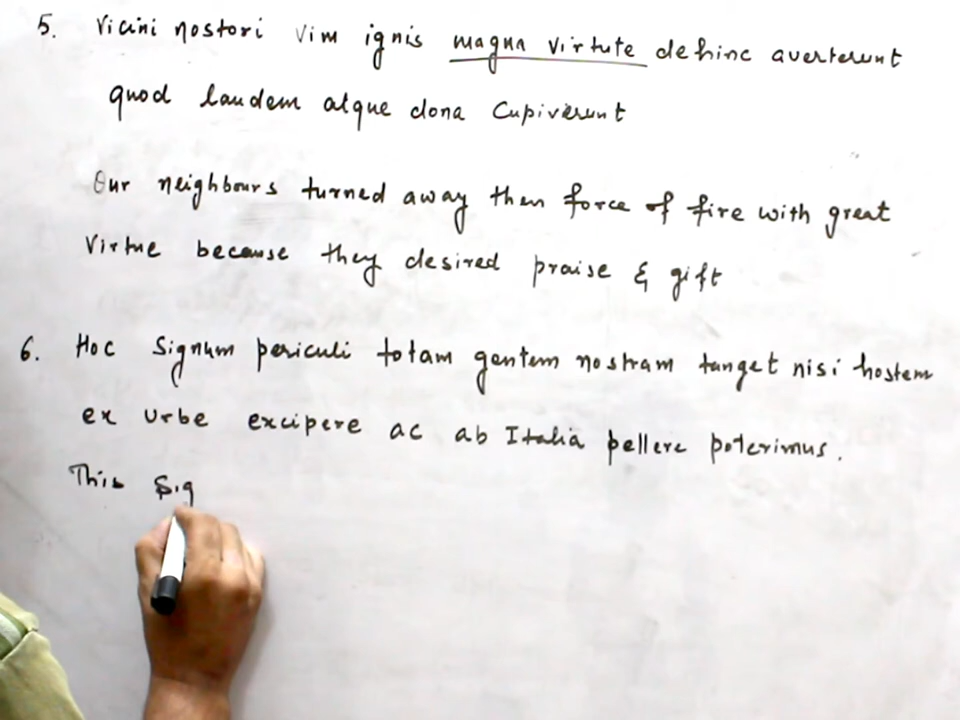 5. Vicini nostori vim ignis magna virtute dehinc averterunt
quod laudem atque dona Cupiverunt
Our neighbours turned away then force of fire with great
Virtue because they desired praise & gift
6. Hoc Signum periculi totam gentem nostram tanget nisi hostem
ex urbe excipere ac ab Italia pellere poterimus.
This Sig